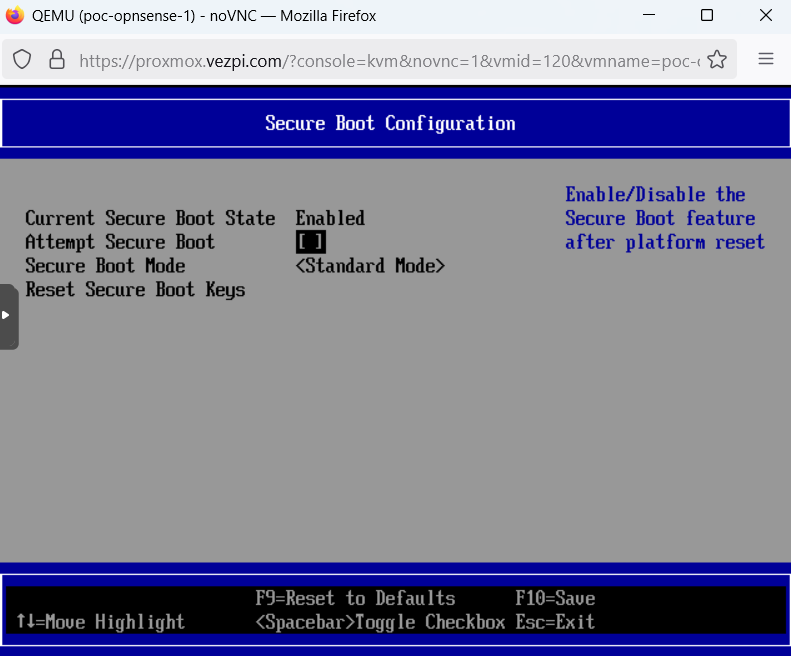 QEMU (poc-opnsense-1) - noVNC — Mozilla Firefox
https://proxmox.vezpi.com/?console=kvm&novnc=1&vmid=120&vmname=poc-
Secure Boot Configuration
Enable/Disable the
Current Secure Boot State Enabled Secure Boot feature
Attempt Secure Boot [ ] after platform reset
Secure Boot Mode <Standard Mode>
Reset Secure Boot Keys
F9=Reset to Defaults F10=Save
↑↓=Move Highlight <Spacebar>Toggle Checkbox Esc=Exit